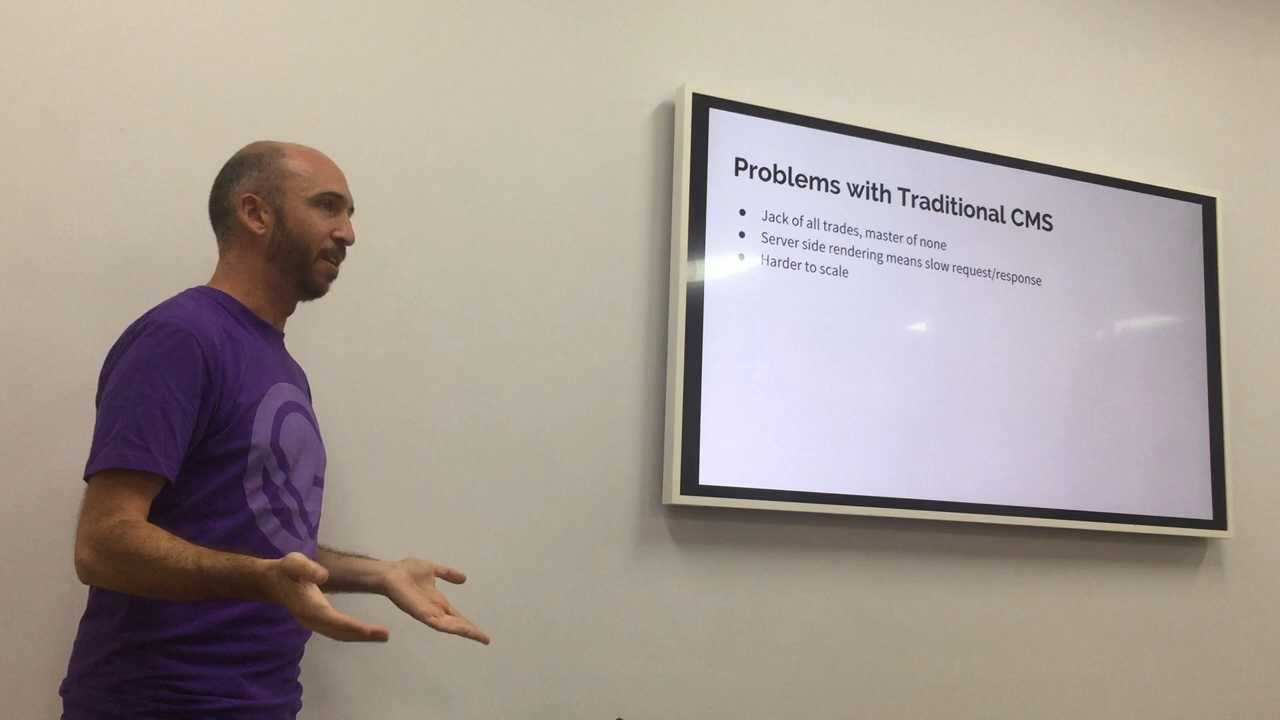 Problems with Traditional CMS
● Jack of all trades, master of none
● Server side rendering means slow request/response
● Harder to scale